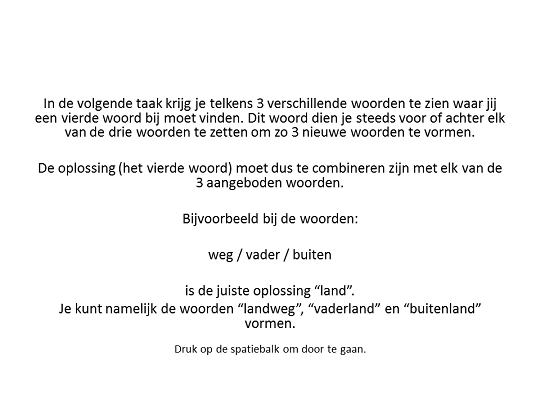 In de volgende taak krijg je telkens 3 verschillende woorden te zien waar jij
een vierde woord bij moet vinden. Dit woord dien je steeds voor of achter elk
van de drie woorden te zetten om zo 3 nieuwe woorden te vormen.
De oplossing (het vierde woord) moet dus te combineren zijn met elk van de
3 aangeboden woorden.
Bijvoorbeeld bij de woorden:
weg / vader / buiten
is de juiste oplossing “land”.
Je kunt namelijk de woorden “landweg”, “vaderland” en “buitenland”
vormen.
Druk op de spatiebalk om door te gaan.